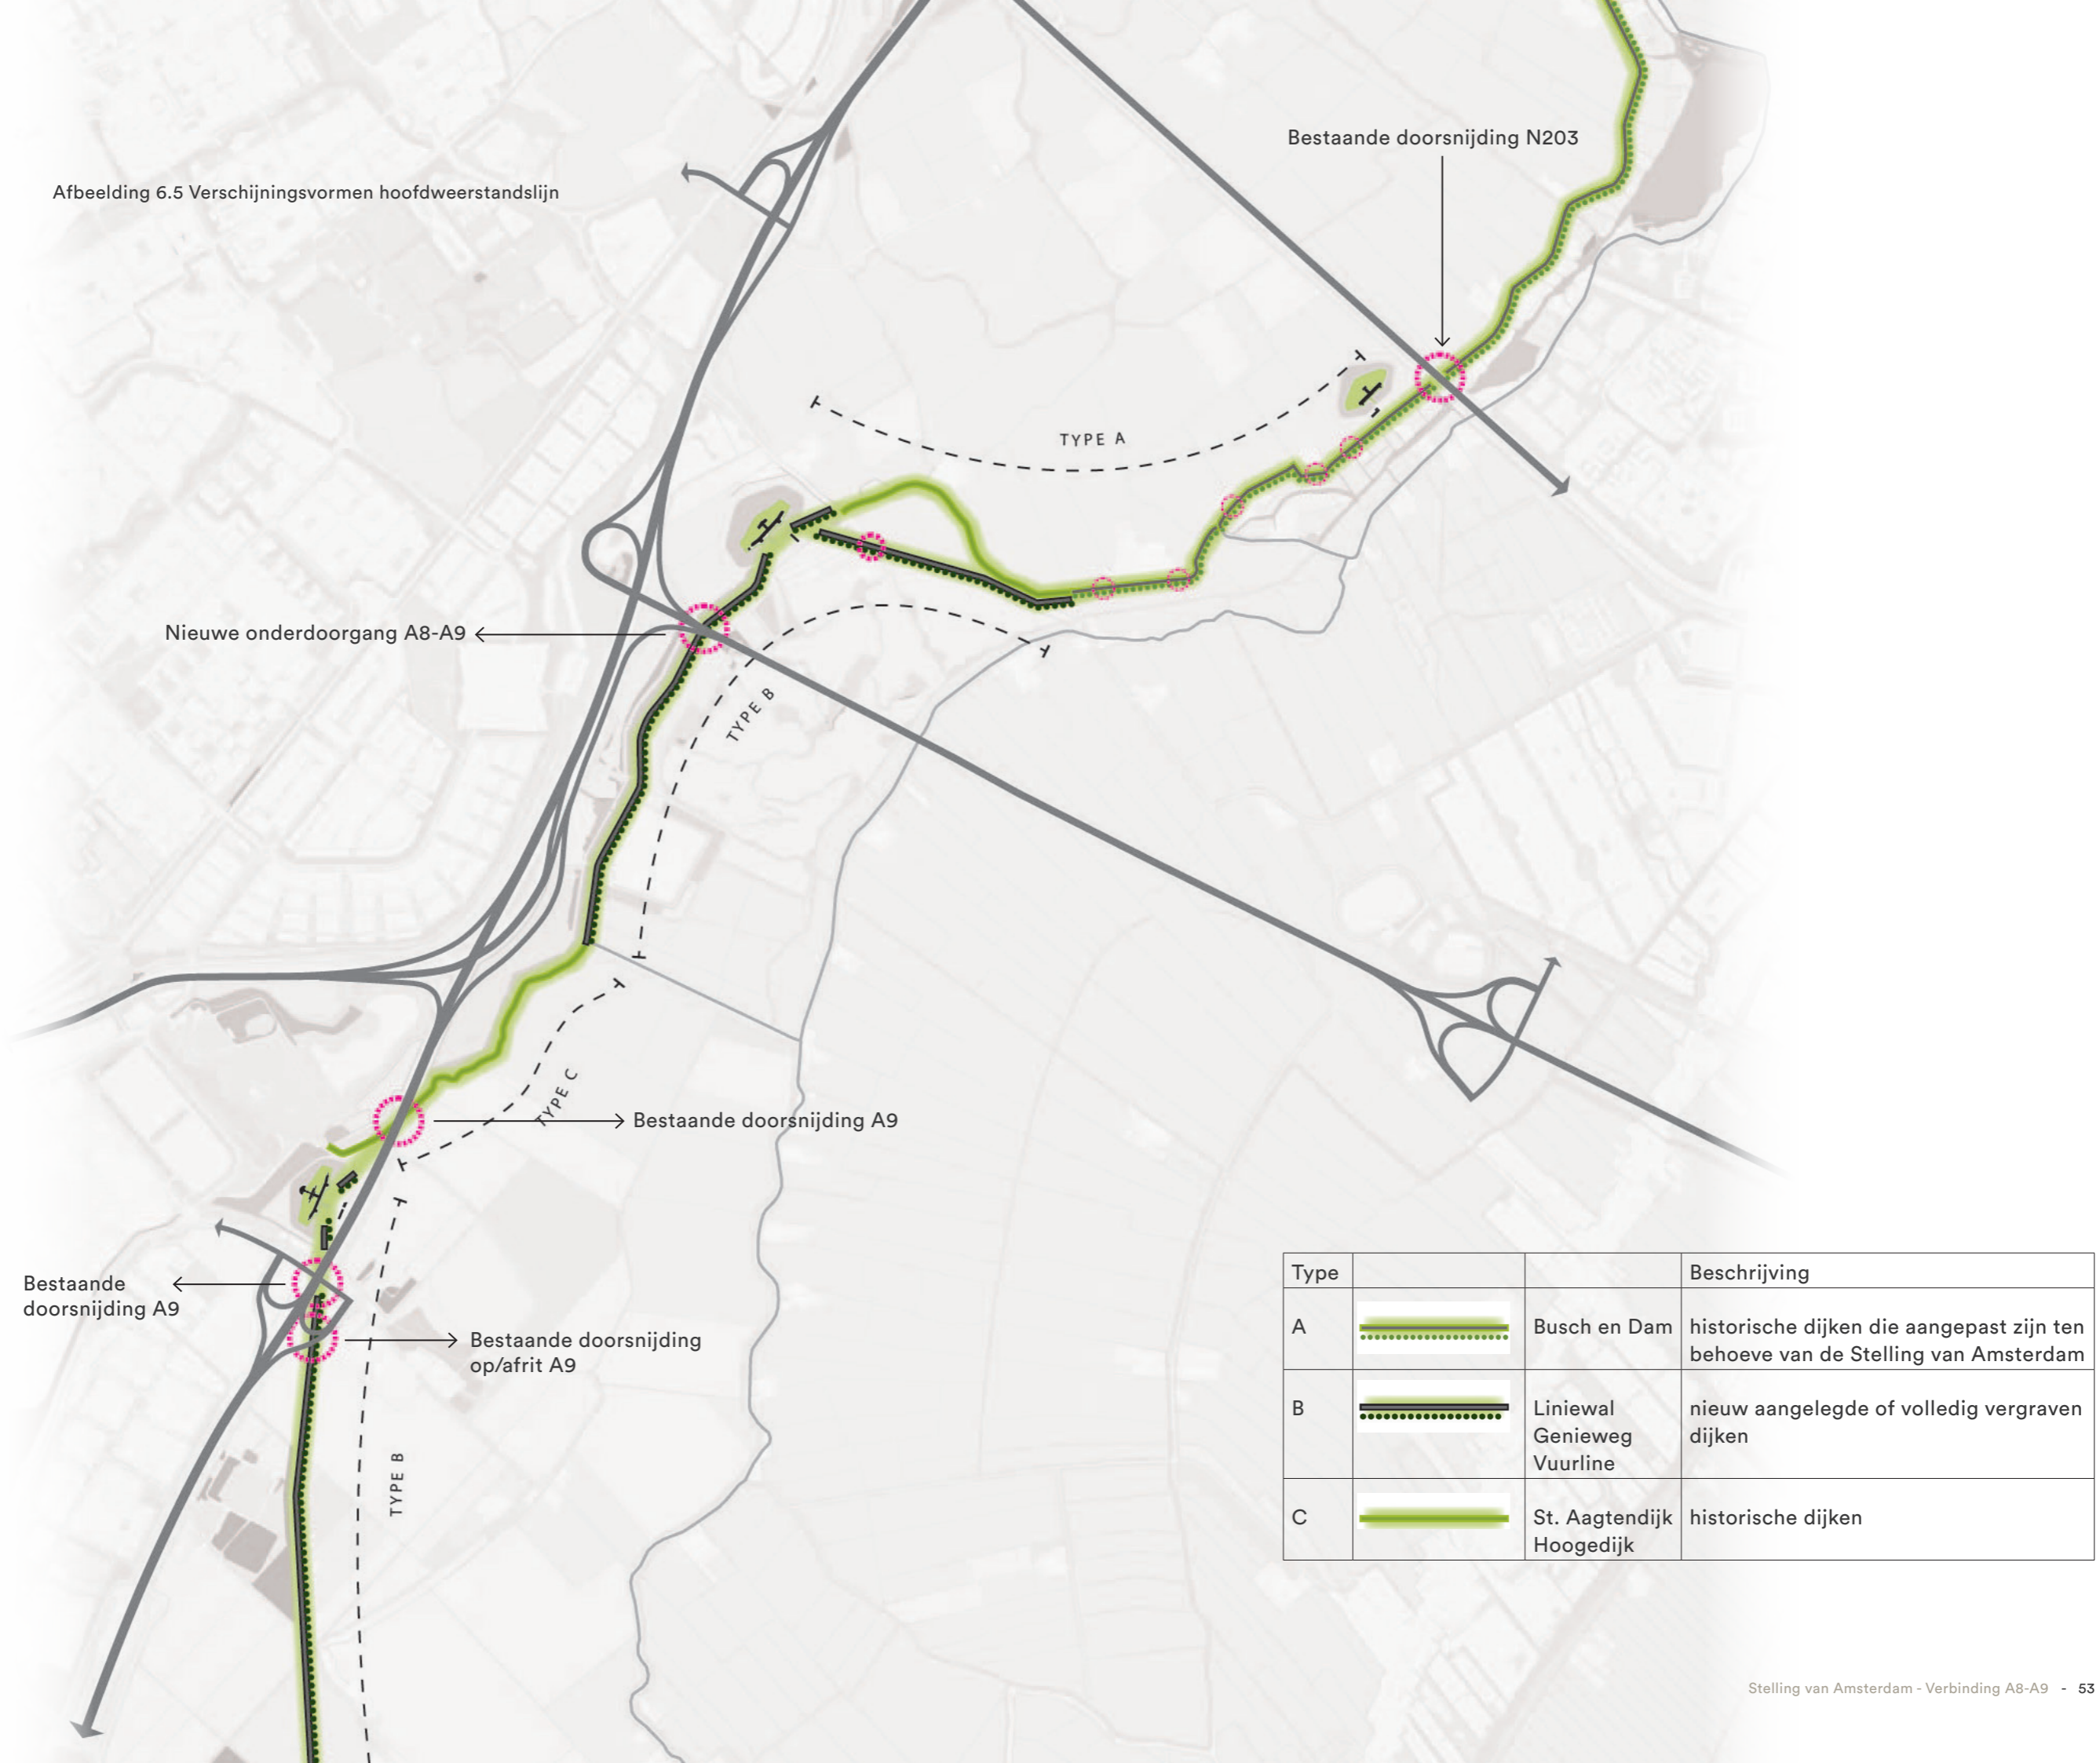 Bestaande doorsnijding N203
Afbeelding 6.5 Verschijningsvormen hoofdweerstandslijn
TYPE A
Nieuwe onderdoorgang A8-A9
TYPE B
TYPE C
Bestaande doorsnijding A9
Bestaande
doorsnijding A9
Bestaande doorsnijding
op/afrit A9
TYPE B
Type Beschrijving
A Busch en Dam historische dijken die aangepast zijn ten
behoeve van de Stelling van Amsterdam
B Liniewal nieuw aangelegde of volledig vergraven
Genieweg dijken
Vuurline
C St. Aagtendijk historische dijken
Hoogedijk
Stelling van Amsterdam - Verbinding A8-A9 - 53